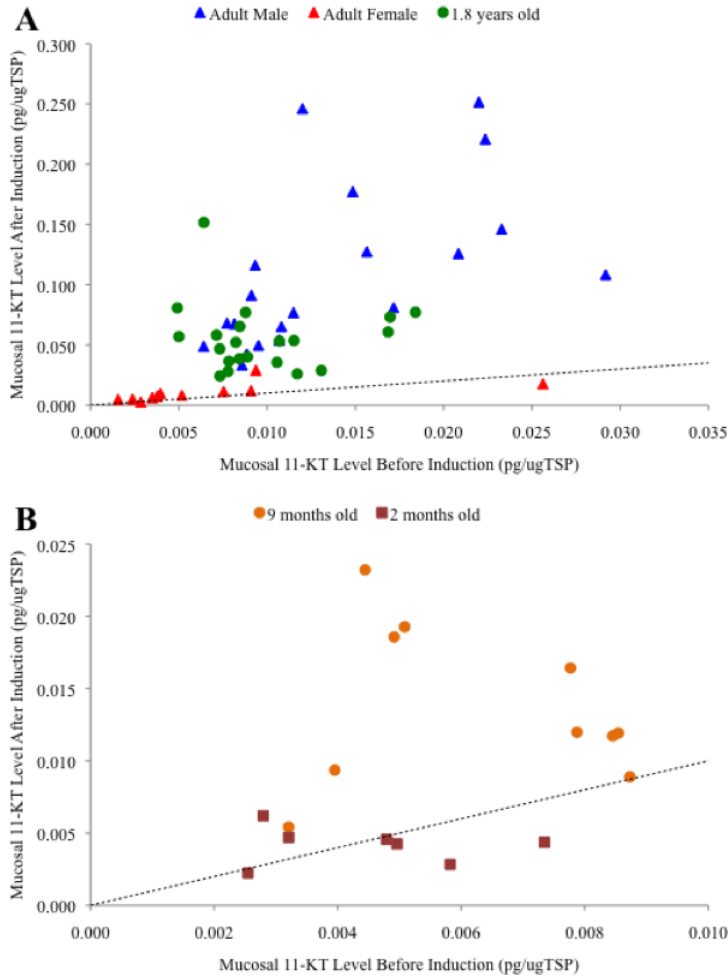 A
Adult Male Adult Female 1.8 years old
0.300
0.250
0.200
0.150
0.100
0.050
0.000
Mucosal 11-KT Level After Induction (pg/ugTSP)
0.000 0.005 0.010 0.015 0.020 0.025 0.030 0.035
Mucosal 11-KT Level Before Induction (pg/ugTSP)
B
9 months old 2 months old
0.025
0.020
0.015
0.010
0.005
0.000
Mucosal 11-KT Level After Induction (pg/ugTSP)
0.000 0.002 0.004 0.006 0.008 0.010
Mucosal 11-KT Level Before Induction (pg/ugTSP)